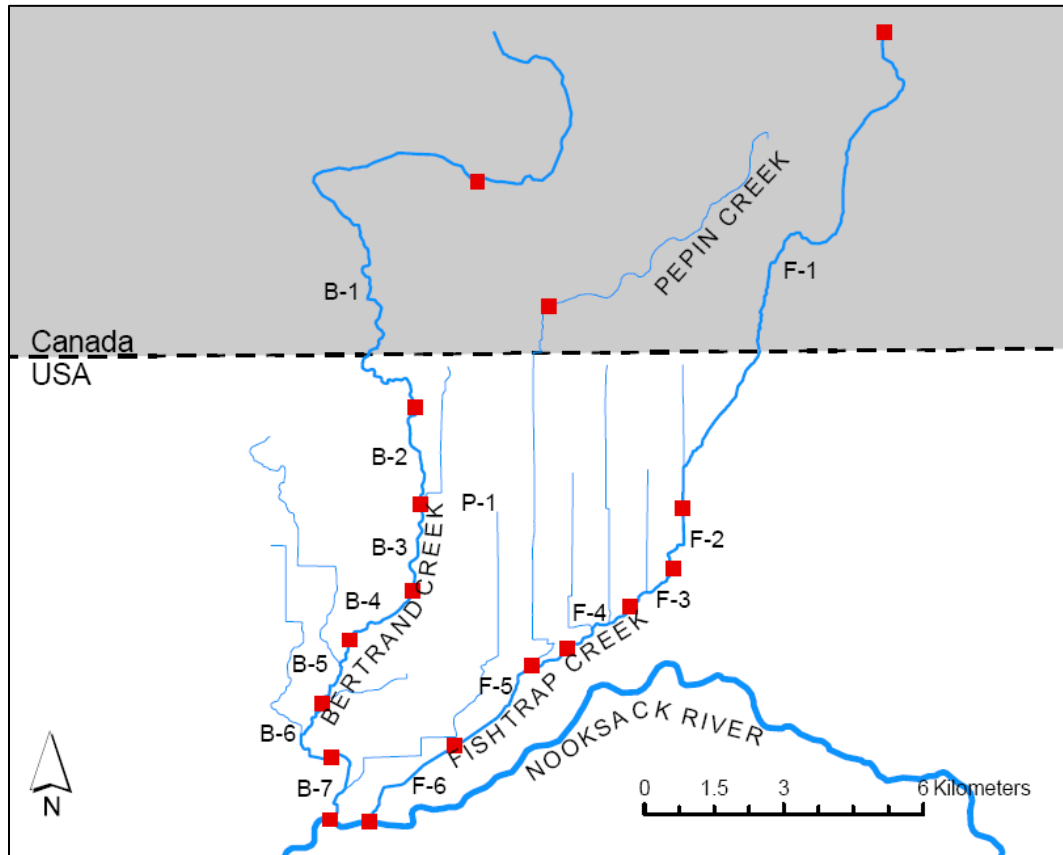 F-1
PEPIN CREEK
B-1
Canada
USA
B-2
P-1
B-3
F-2
B-4
F-3
F-4
BERTRAND CREEK
B-5
F-5
FISHTRAP CREEK
B-6
NOOKSACK RIVER
B-7
F-6
0 1.5 3 6 Kilometers
N